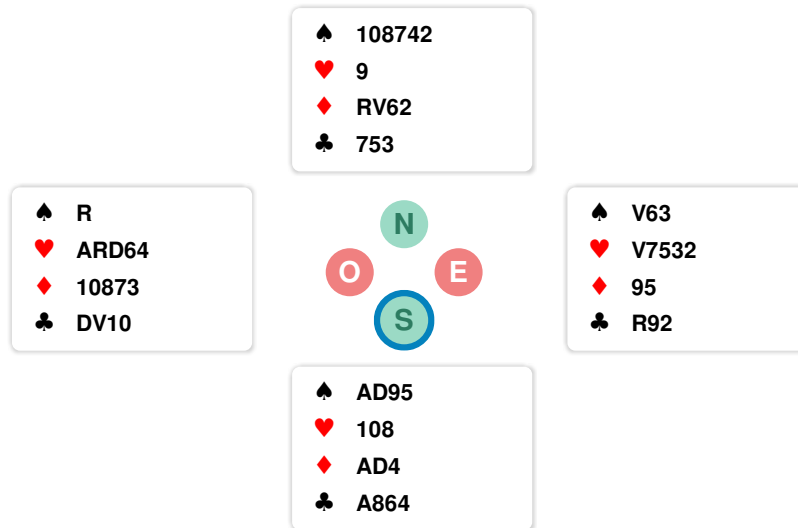 ♠ 108742
♥ 9
♦ RV62
♣ 753
♠ R
♥ ARD64
♦ 10873
♣ DV10
N
O E
S
♠ V63
♥ V7532
♦ 95
♣ R92
♠ AD95
♥ 108
♦ AD4
♣ A864